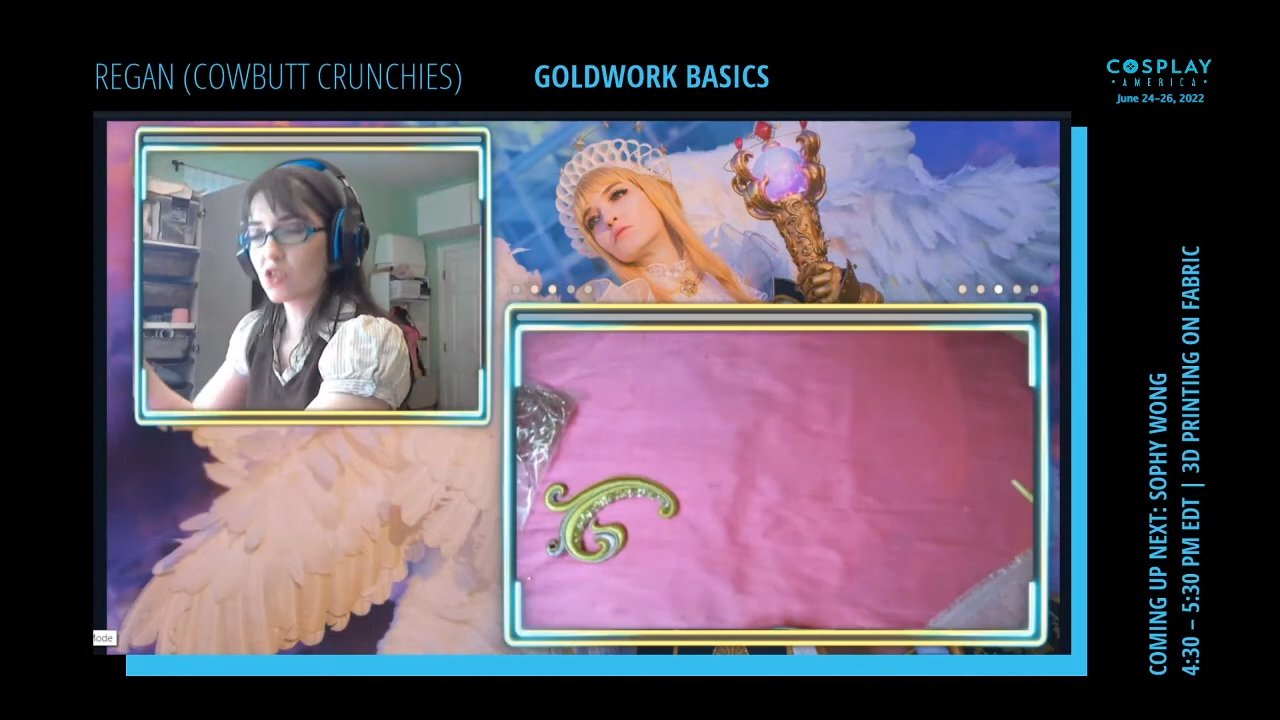 REGAN (COWBUTT CRUNCHIES)
GOLDWORK BASICS
COSPLAY
AMERICA
June 24-26, 2022
COMING UP NEXT: SOPHY WONG
4:30 – 5:30 PM EDT | 3D PRINTING ON FABRIC
Mode